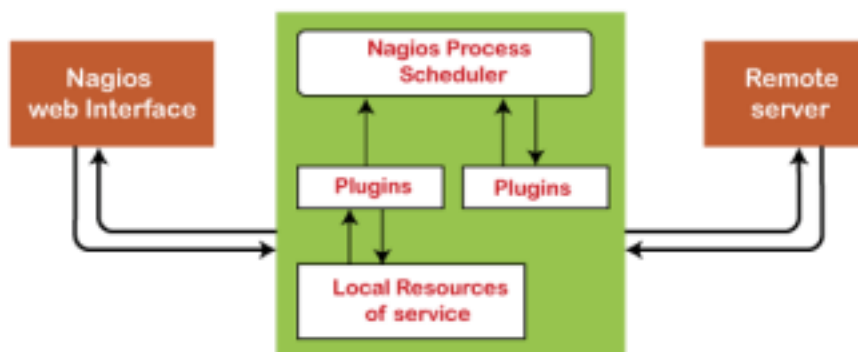 Nagios
web Interface
Nagios Process
Scheduler
Remote
server
Plugins
Plugins
Local Resources
of service